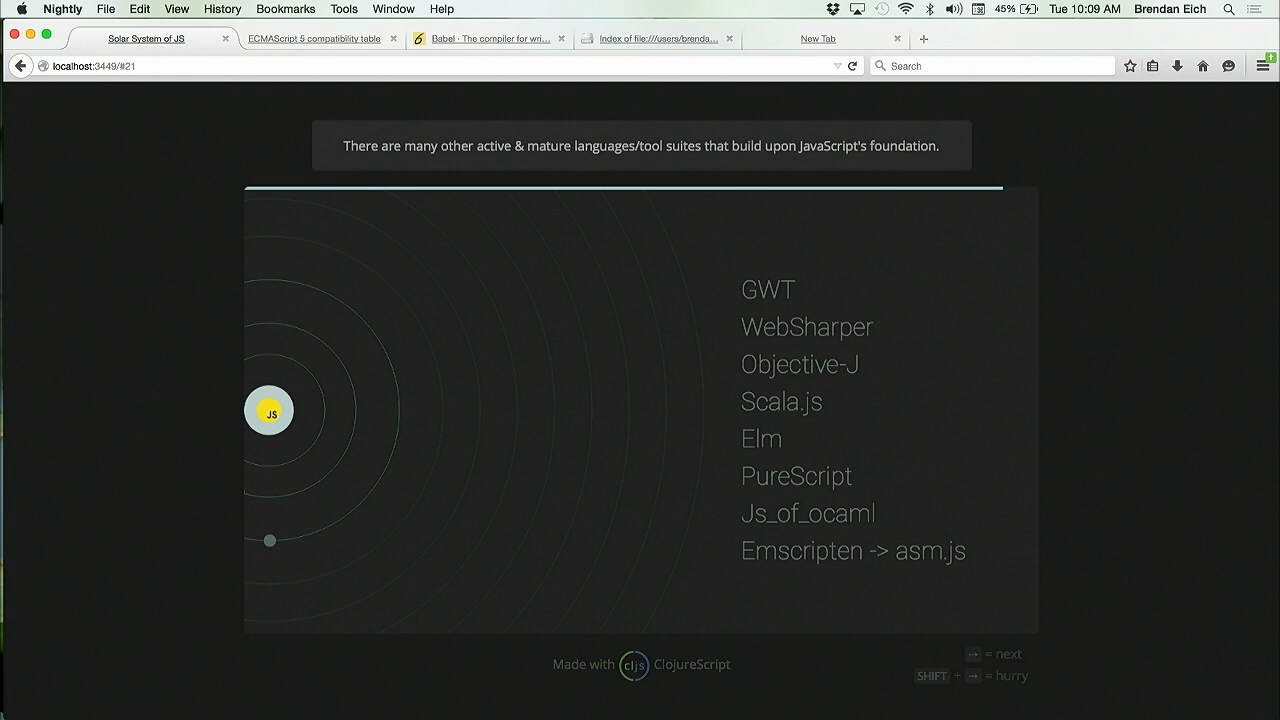 Nightly File Edit View History Bookmarks Tools Window Help 45% Tue 10:09 AM Brendan Eich
Solar System of JS ECMAScript 5 compatibility table 6 Babel · The compiler for wri... Index of file:///users/brenda... New Tab
localhost:3449/#21 Search
There are many other active & mature languages/tool suites that build upon JavaScript's foundation.
GWT
WebSharper
Objective-J
Scala.js
JS
Elm
PureScript
Js_of_ocaml
Emscripten -> asm.js
Made with cljs ClojureScript
→ = next
SHIFT + → = hurry